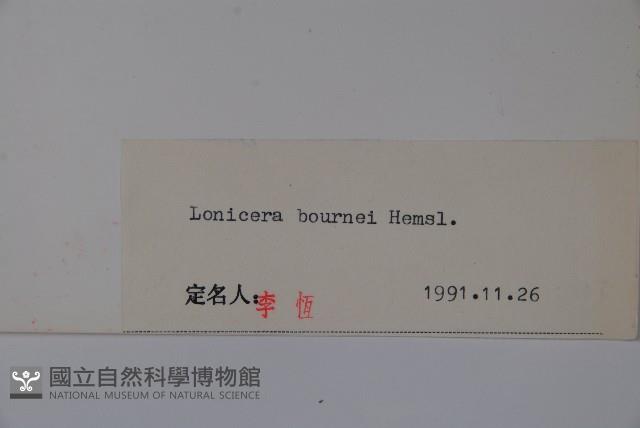 Lonicera bournei Hemsl.
定名人:李恆 1991.11.26
國立自然科學博物館
NATIONAL MUSEUM OF NATURAL SCIENCE